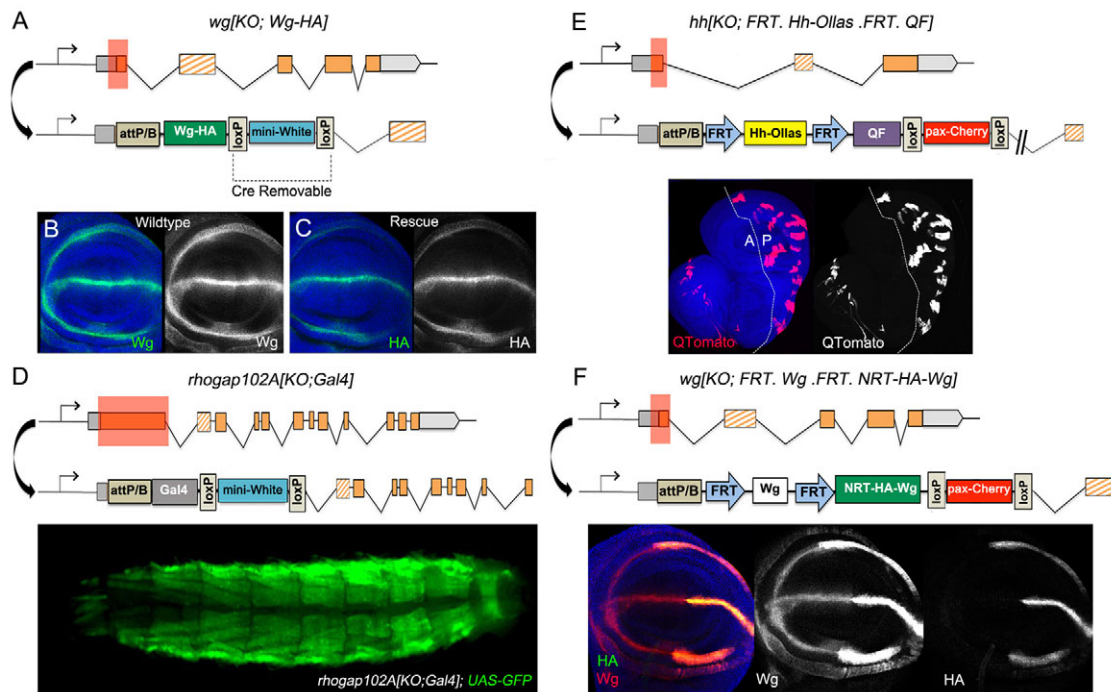 A
wg[KO; Wg-HA]
attP/B
Wg-HA
loxP
mini-White
loxP
Cre Removable
B
Wildtype
Wg
Wg
C
Rescue
HA
HA
D
rhogap102A[KO;Gal4]
attP/B
Gal4
loxP
mini-White
loxP
rhogap102A[KO;Gal4]; UAS-GFP
E
hh[KO; FRT. Hh-Ollas .FRT. QF]
attP/B
FRT
Hh-Ollas
FRT
QF
loxP
pax-Cherry
loxP
A P
QTomato
QTomato
F
wg[KO; FRT. Wg .FRT. NRT-HA-Wg]
attP/B
FRT
Wg
FRT
NRT-HA-Wg
loxP
pax-Cherry
loxP
HA
Wg
Wg
HA